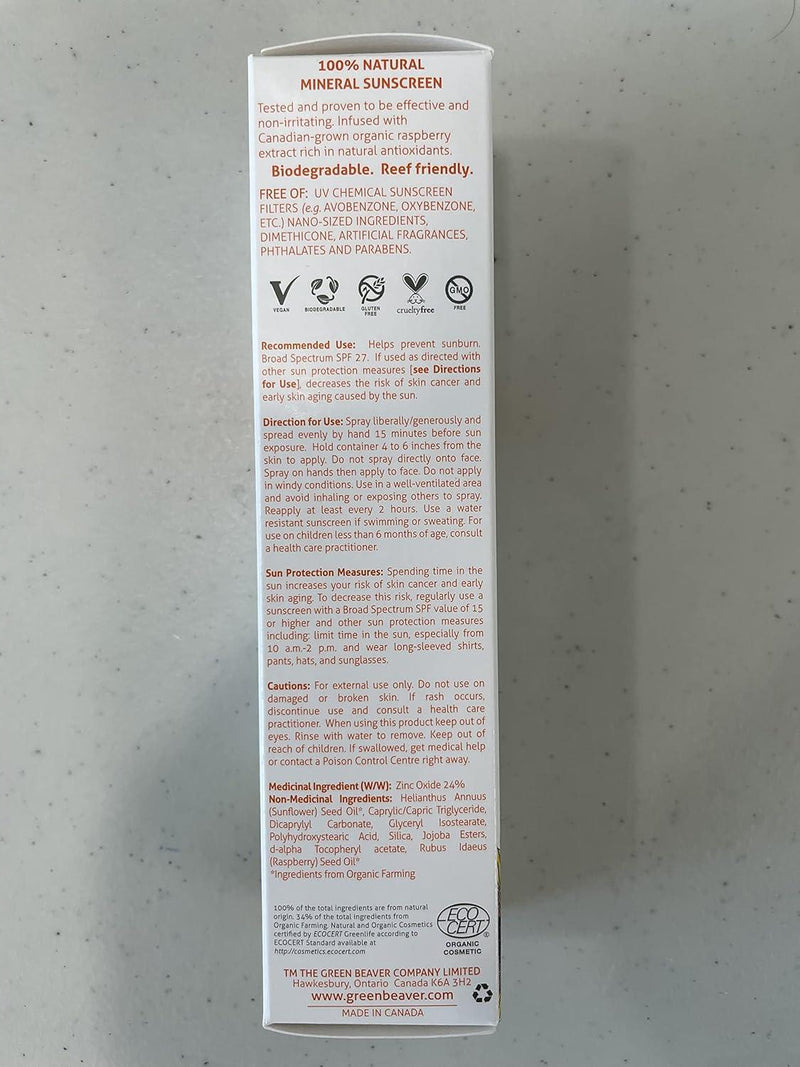 100% NATURAL
MINERAL SUNSCREEN
Tested and proven to be effective and
non-irritating. Infused with
Canadian-grown organic raspberry
extract rich in natural antioxidants.
Biodegradable. Reef friendly.
FREE OF: UV CHEMICAL SUNSCREEN
FILTERS (e.g. AVOBENZONE, OXYBENZONE,
ETC.) NANO-SIZED INGREDIENTS,
DIMETHICONE, ARTIFICIAL FRAGRANCES,
PHTHALATES AND PARABENS.
VEGAN
BIODEGRADABLE
GLUTEN
FREE
crueltyfree
GMO
FREE
Recommended Use: Helps prevent sunburn.
Broad Spectrum SPF 27. If used as directed with
other sun protection measures [see Directions
for Use], decreases the risk of skin cancer and
early skin aging caused by the sun.
Direction for Use: Spray liberally/generously and
spread evenly by hand 15 minutes before sun
exposure. Hold container 4 to 6 inches from the
skin to apply. Do not spray directly onto face.
Spray on hands then apply to face. Do not apply
in windy conditions. Use in a well-ventilated area
and avoid inhaling or exposing others to spray.
Reapply at least every 2 hours. Use a water
resistant sunscreen if swimming or sweating. For
use on children less than 6 months of age, consult
a health care practitioner.
Sun Protection Measures: Spending time in the
sun increases your risk of skin cancer and early
skin aging. To decrease this risk, regularly use a
sunscreen with a Broad Spectrum SPF value of 15
or higher and other sun protection measures
including: limit time in the sun, especially from
10 a.m.-2 p.m. and wear long-sleeved shirts,
pants, hats, and sunglasses.
Cautions: For external use only. Do not use on
damaged or broken skin. If rash occurs,
discontinue use and consult a health care
practitioner. When using this product keep out of
eyes. Rinse with water to remove. Keep out of
reach of children. If swallowed, get medical help
or contact a Poison Control Centre right away.
Medicinal Ingredient (W/W): Zinc Oxide 24%
Non-Medicinal Ingredients: Helianthus Annuus
(Sunflower) Seed Oil*, Caprylic/Capric Triglyceride,
Dicaprylyl Carbonate, Glyceryl Isostearate,
Polyhydroxystearic Acid, Silica, Jojoba Esters,
d-alpha Tocopheryl acetate, Rubus Idaeus
(Raspberry) Seed Oil*
*Ingredients from Organic Farming
100% of the total ingredients are from natural
origin. 34% of the total ingredients from
Organic Farming. Natural and Organic Cosmetics
certified by ECOCERT Greenlife according to
ECOCERT Standard available at
http://cosmetics.ecocert.com
ECO
CERT®
ORGANIC
COSMETIC
TM THE GREEN BEAVER COMPANY LIMITED
Hawkesbury, Ontario Canada K6A 3H2
www.greenbeaver.com
MADE IN CANADA